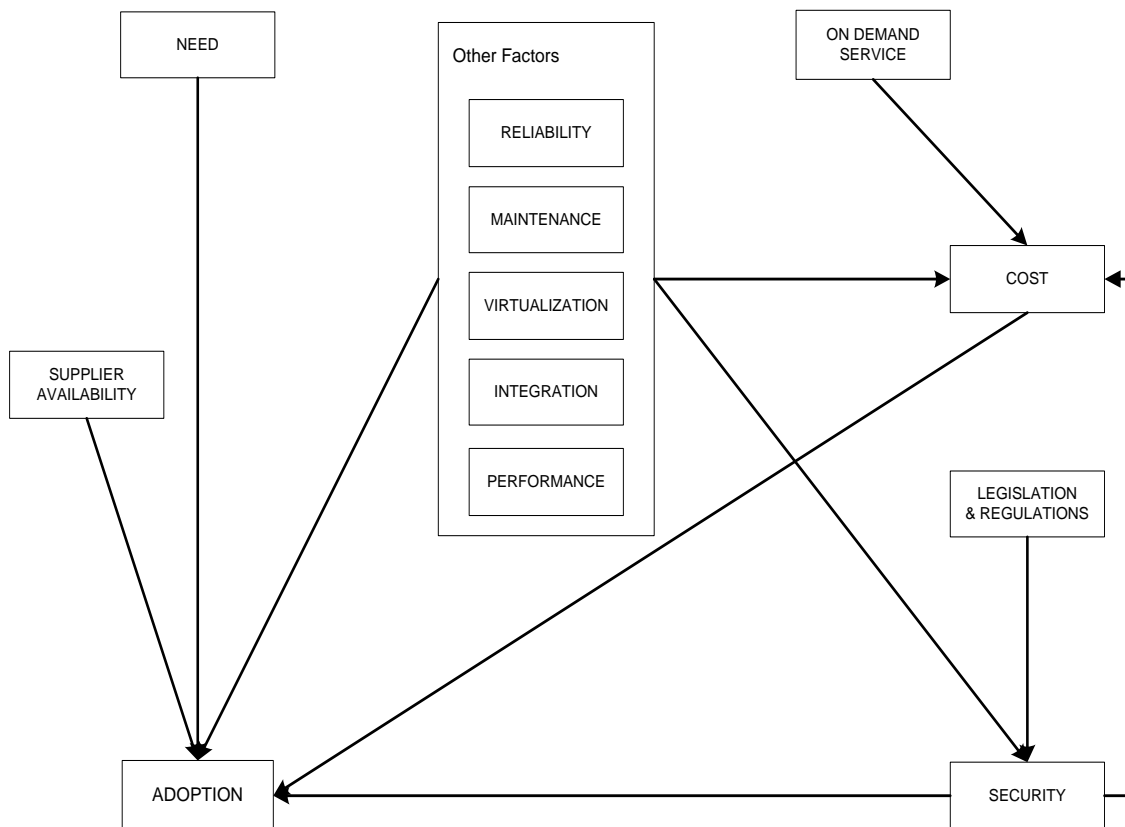 NEED
Other Factors
ON DEMAND
SERVICE
RELIABILITY
MAINTENANCE
VIRTUALIZATION
INTEGRATION
PERFORMANCE
COST
SUPPLIER
AVAILABILITY
LEGISLATION
& REGULATIONS
ADOPTION
SECURITY